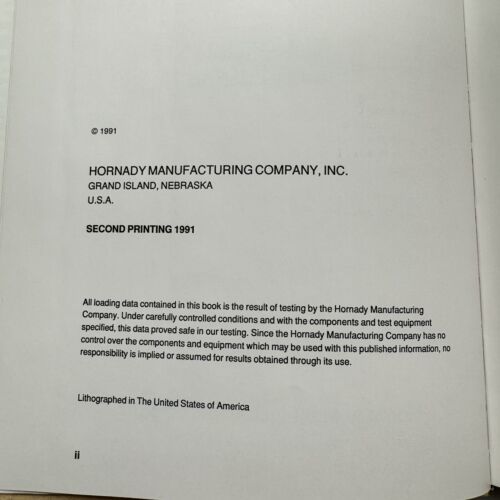 © 1991
HORNADY MANUFACTURING COMPANY, INC.
GRAND ISLAND, NEBRASKA
U.S.A.
SECOND PRINTING 1991
All loading data contained in this book is the result of testing by the Hornady Manufacturing
Company. Under carefully controlled conditions and with the components and test equipment
specified, this data proved safe in our testing. Since the Hornady Manufacturing Company has no
control over the components and equipment which may be used with this published information, no
responsibility is implied or assumed for results obtained through its use.
Lithographed in The United States of America
ii